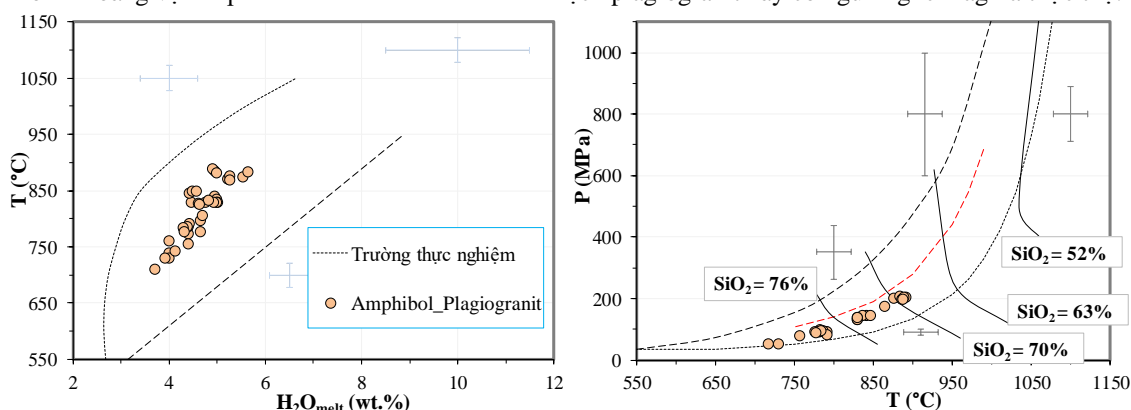 1150
1050
950
850
750
650
550
T (°C)
2
4
6
8
10
12
H₂Oₘₑₗₜ (wt.%)
Trường thực nghiệm
Amphibol_Plagiogranit
1000
800
600
400
200
0
P (MPa)
550
650
750
850
950
1050
1150
T (°C)
SiO₂ = 76%
SiO₂ = 52%
SiO₂ = 63%
SiO₂ = 70%